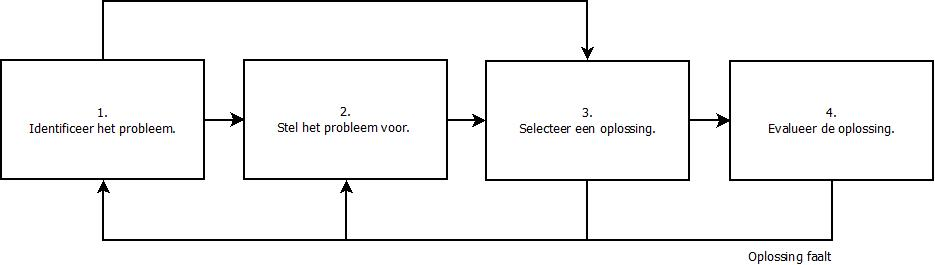 1.
Identificeer het probleem.
2.
Stel het probleem voor.
3.
Selecteer een oplossing.
4.
Evalueer de oplossing.
Oplossing faalt